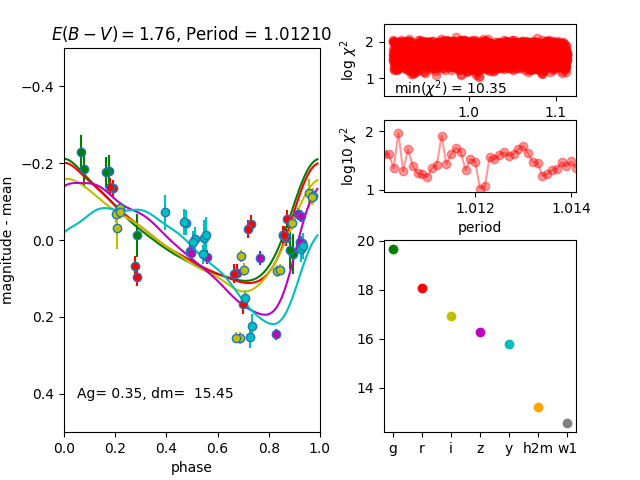 E(B − V) = 1.76, Period = 1.01210
magnitude - mean
−0.4
−0.2
0.0
0.2
0.4
Ag= 0.35, dm= 15.45
0.0 0.2 0.4 0.6 0.8 1.0
phase
log χ²
2
1
min(χ²) = 10.35
1.0 1.1
log10 χ²
2
1
1.012 1.014
period
20
18
16
14
g r i z y h2m w1